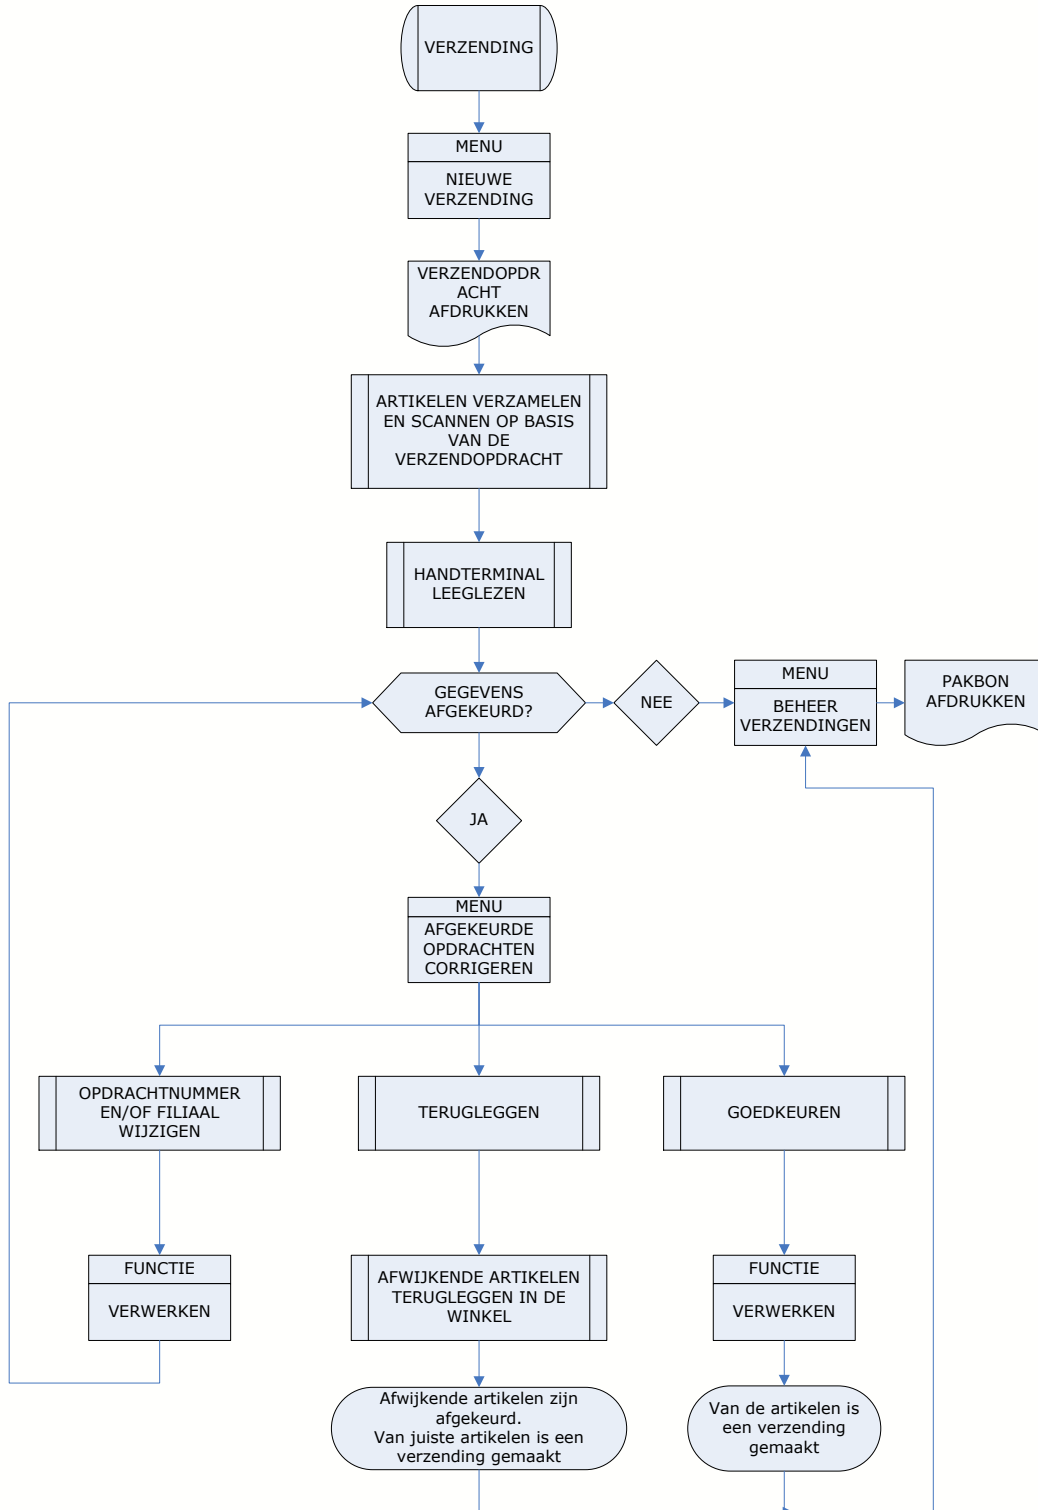 VERZENDING
MENU
NIEUWE
VERZENDING
VERZENDOPDR
ACHT
AFDRUKKEN
ARTIKELEN VERZAMELEN
EN SCANNEN OP BASIS
VAN DE
VERZENDOPDRACHT
HANDTERMINAL
LEEGLEZEN
GEGEVENS
AFGEKEURD?
NEE
MENU
BEHEER
VERZENDINGEN
PAKBON
AFDRUKKEN
JA
MENU
AFGEKEURDE
OPDRACHTEN
CORRIGEREN
OPDRACHTNUMMER
EN/OF FILIAAL
WIJZIGEN
TERUGLEGGEN
GOEDKEUREN
FUNCTIE
VERWERKEN
AFWIJKENDE ARTIKELEN
TERUGLEGGEN IN DE
WINKEL
FUNCTIE
VERWERKEN
Afwijkende artikelen zijn
afgekeurd.
Van juiste artikelen is een
verzending gemaakt
Van de artikelen is
een verzending
gemaakt